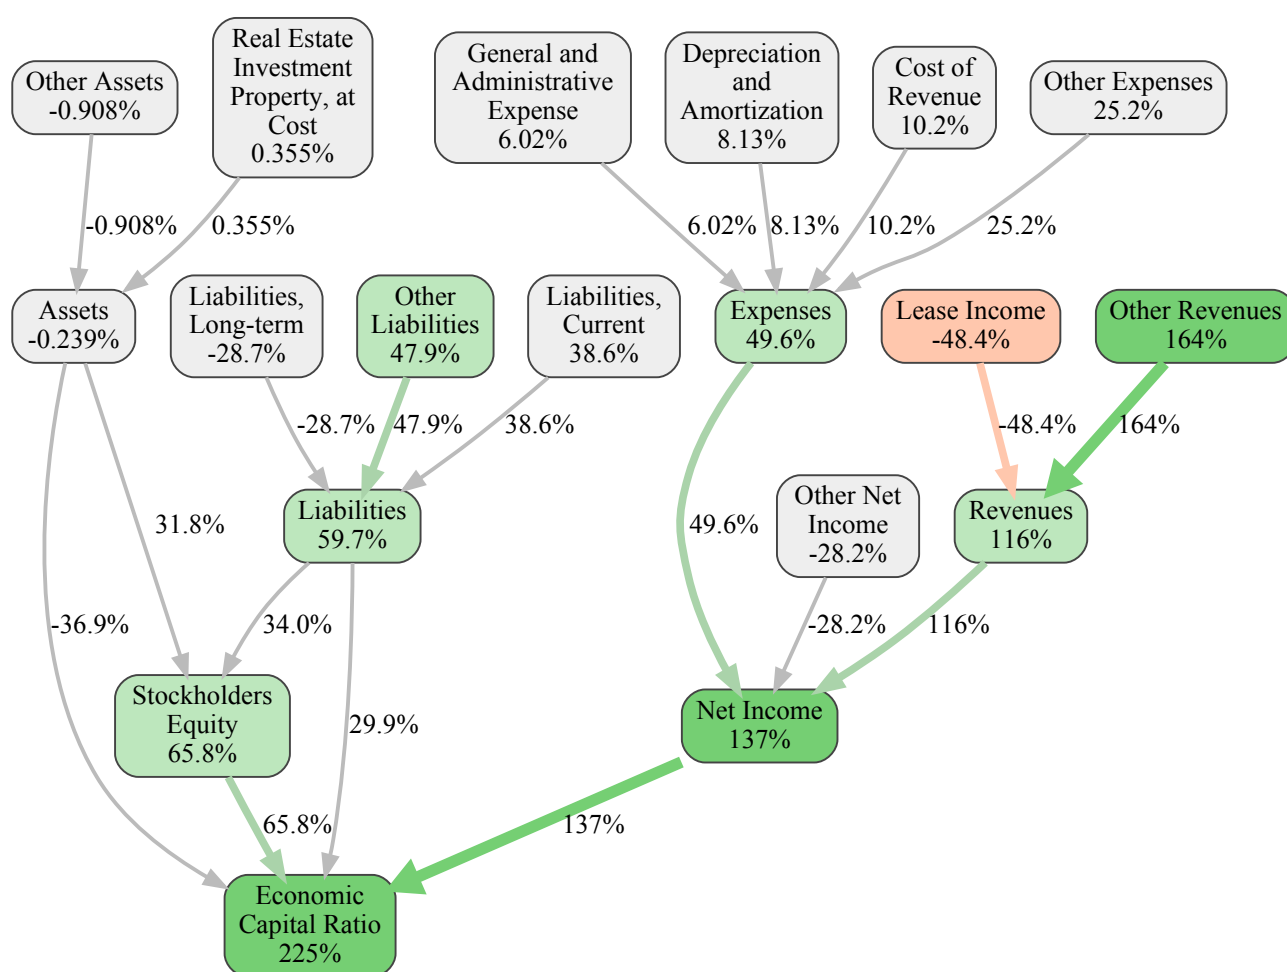 Other Assets
-0.908%
Real Estate
Investment
Property, at
Cost
0.355%
General and
Administrative
Expense
6.02%
Depreciation
and
Amortization
8.13%
Cost of
Revenue
10.2%
Other Expenses
25.2%
-0.908%
0.355%
6.02%
8.13%
10.2%
25.2%
Assets
-0.239%
Liabilities,
Long-term
-28.7%
Other
Liabilities
47.9%
Liabilities,
Current
38.6%
Expenses
49.6%
Lease Income
-48.4%
Other Revenues
164%
-28.7%
47.9%
38.6%
-48.4%
164%
31.8%
Liabilities
59.7%
49.6%
Other Net
Income
-28.2%
Revenues
116%
-36.9%
34.0%
-28.2%
116%
Stockholders
Equity
65.8%
29.9%
Net Income
137%
65.8%
137%
Economic
Capital Ratio
225%